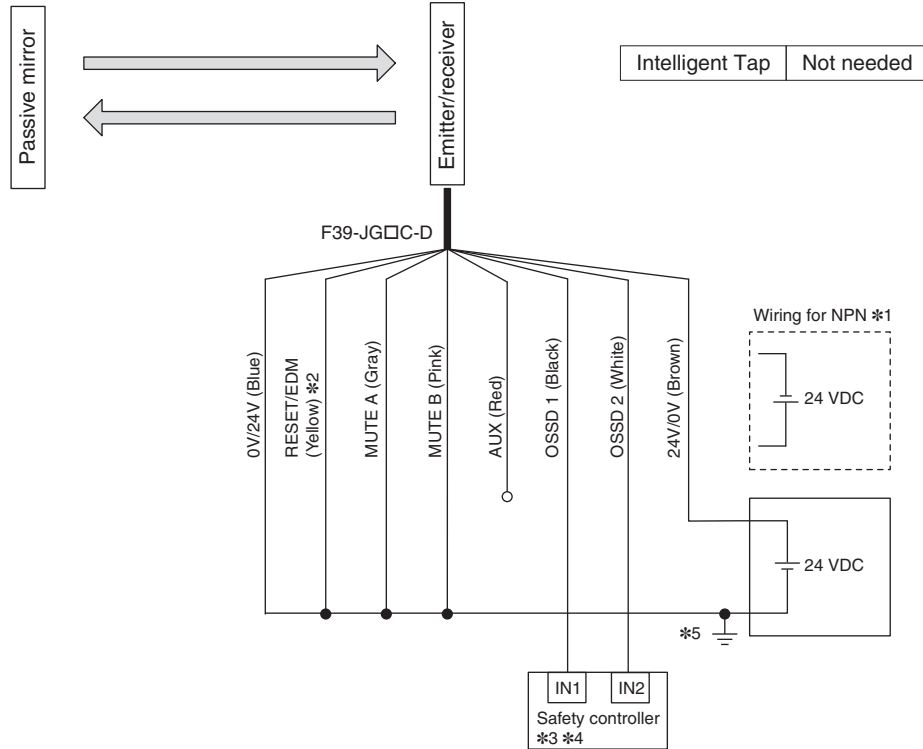 Passive mirror
Emitter/receiver
Intelligent Tap Not needed
F39-JG□C-D
0V/24V (Blue)
RESET/EDM
(Yellow) ✻2
MUTE A (Gray)
MUTE B (Pink)
AUX (Red)
OSSD 1 (Black)
OSSD 2 (White)
24V/0V (Brown)
Wiring for NPN ✻1
24 VDC
24 VDC
✻5
IN1 IN2
Safety controller
✻3 ✻4